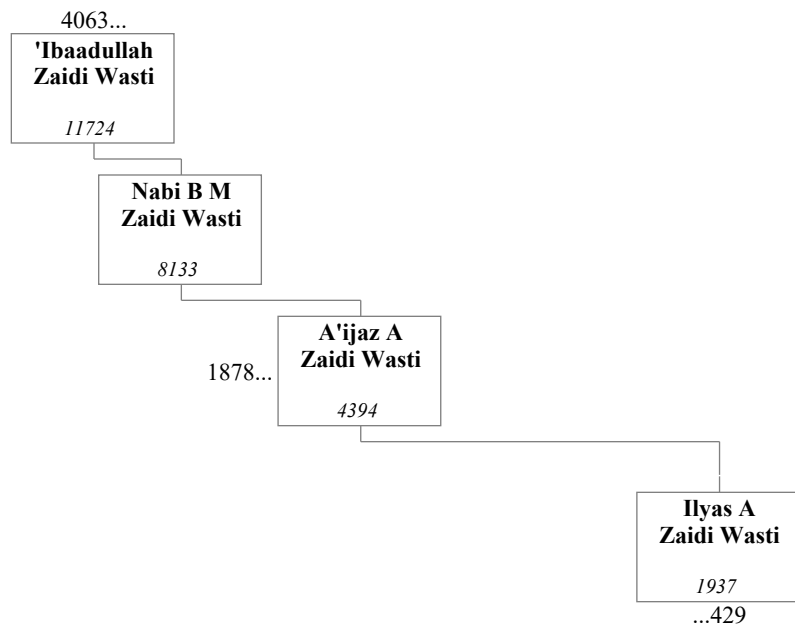 4063...
'Ibaadullah
Zaidi Wasti
11724
Nabi B M
Zaidi Wasti
8133
A'ijaz A
Zaidi Wasti
1878...
4394
Ilyas A
Zaidi Wasti
1937
...429